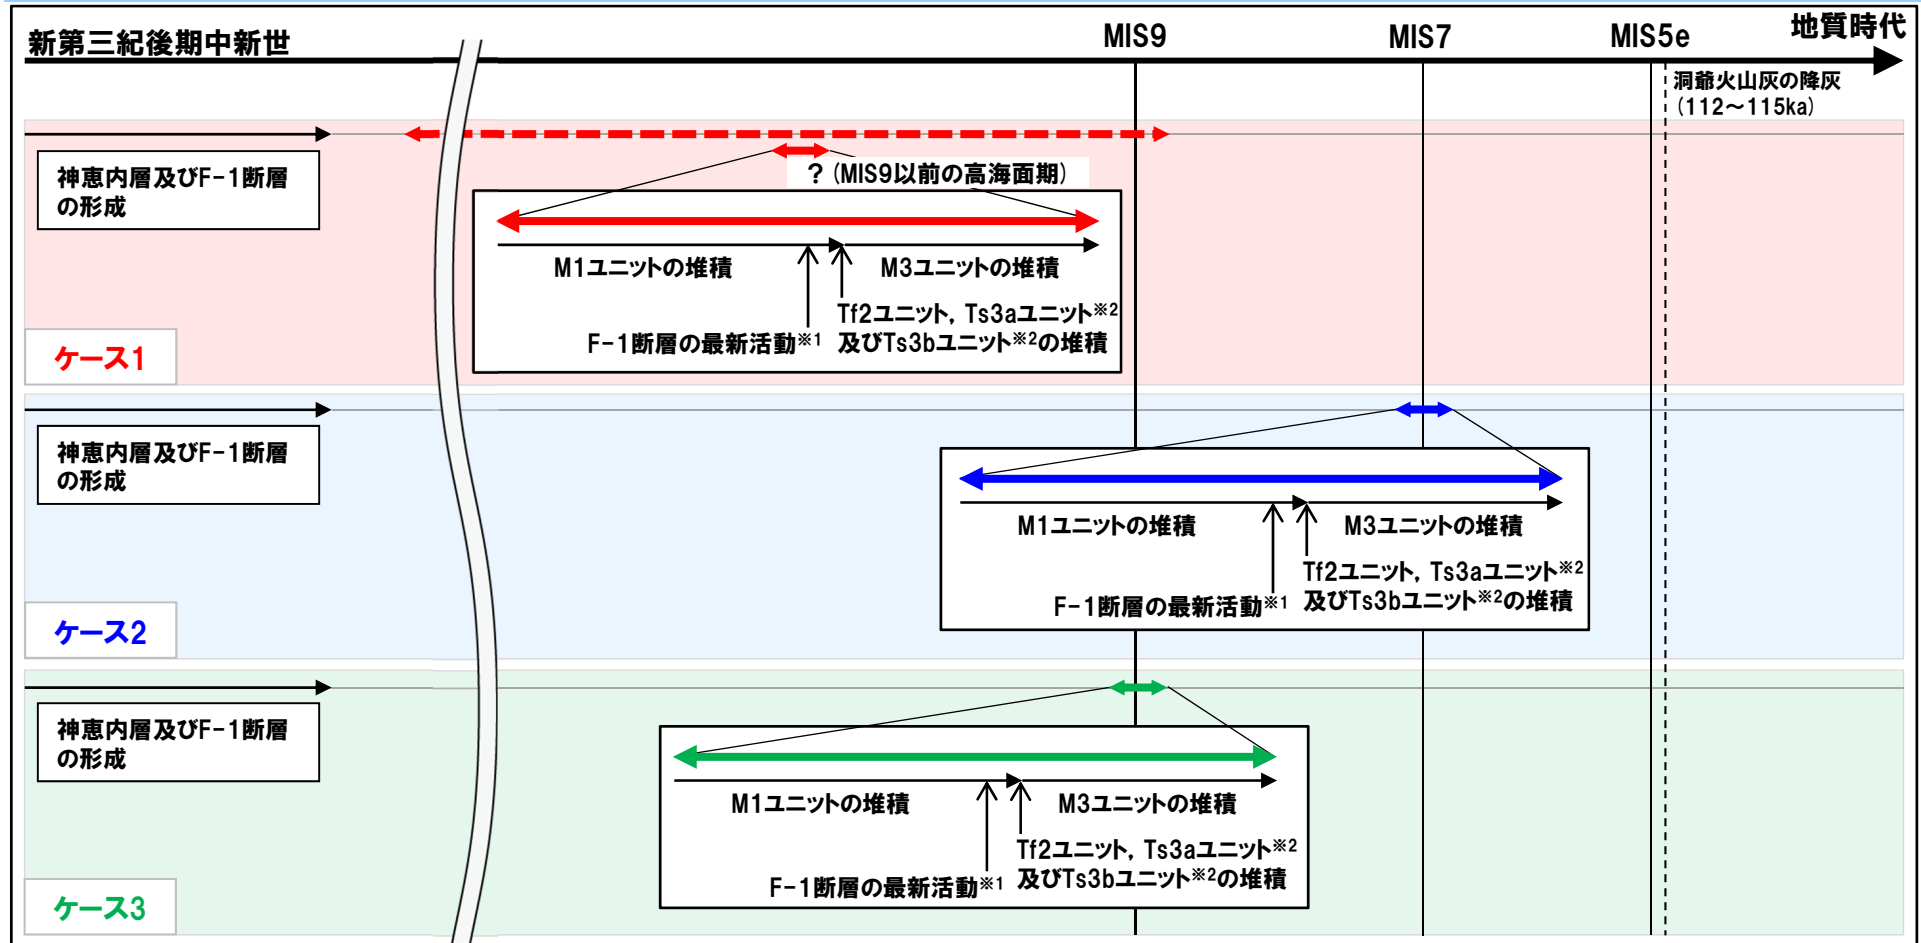 新第三紀後期中新世
MIS9
MIS7
MIS5e
地質時代
洞爺火山灰の降灰
(112～115ka)
神恵内層及びF-1断層
の形成
？(MIS9以前の高海面期)
M1ユニットの堆積
M3ユニットの堆積
Tf2ユニット, Ts3aユニット※2
F-1断層の最新活動※1
及びTs3bユニット※2の堆積
ケース1
神恵内層及びF-1断層
の形成
M1ユニットの堆積
M3ユニットの堆積
Tf2ユニット, Ts3aユニット※2
F-1断層の最新活動※1
及びTs3bユニット※2の堆積
ケース2
神恵内層及びF-1断層
の形成
M1ユニットの堆積
M3ユニットの堆積
Tf2ユニット, Ts3aユニット※2
F-1断層の最新活動※1
及びTs3bユニット※2の堆積
ケース3